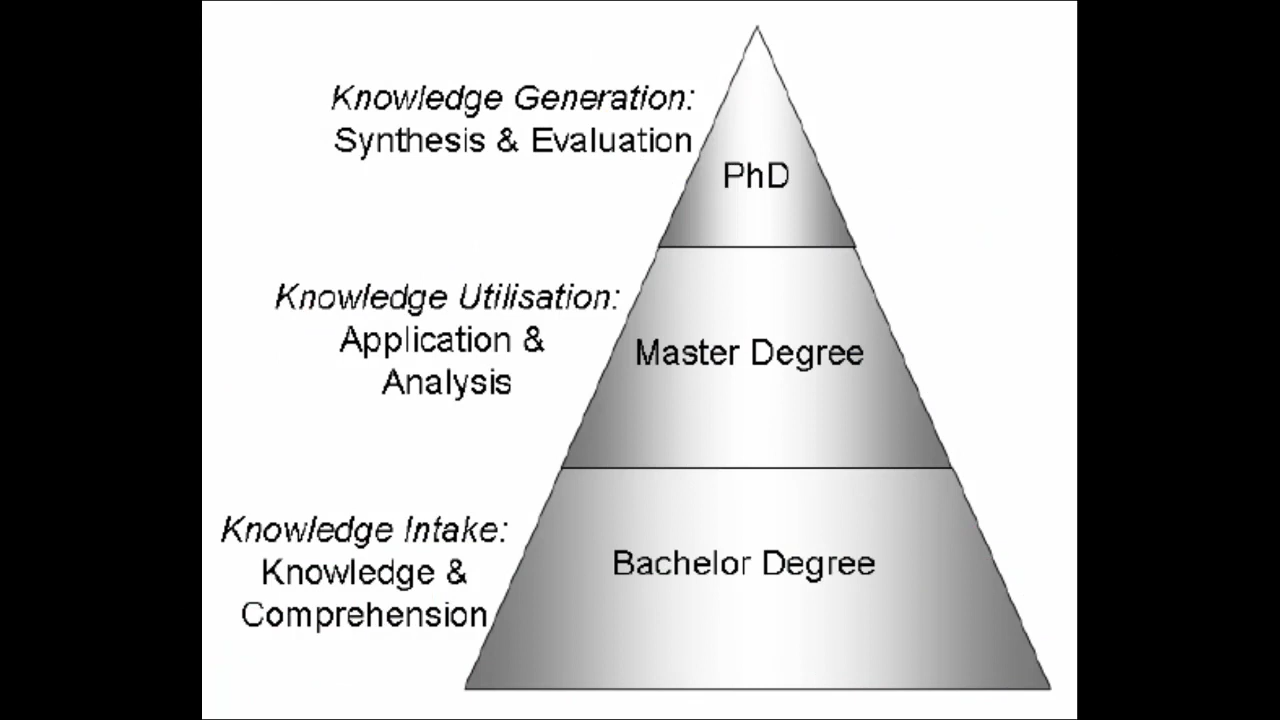 Knowledge Generation:
Synthesis & Evaluation
PhD
Knowledge Utilisation:
Application &
Analysis
Master Degree
Knowledge Intake:
Knowledge &
Comprehension
Bachelor Degree